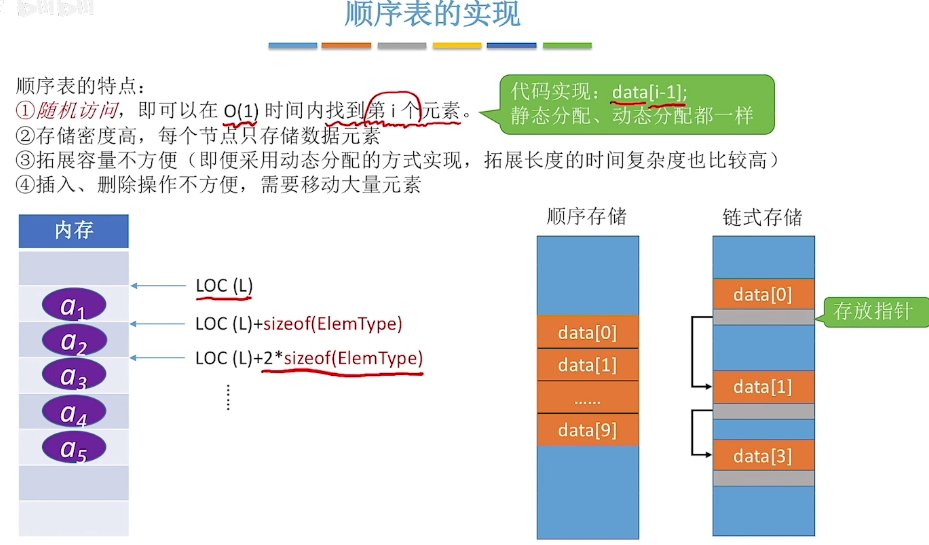 顺序表的实现
顺序表的特点：
①随机访问，即可以在 O(1) 时间内找到第 i 个元素。
代码实现：data[i-1];
静态分配、动态分配都一样
②存储密度高，每个节点只存储数据元素
③拓展容量不方便（即便采用动态分配的方式实现，拓展长度的时间复杂度也比较高）
④插入、删除操作不方便，需要移动大量元素
内存
a1
a2
a3
a4
a5
LOC (L)
LOC (L)+sizeof(ElemType)
LOC (L)+2*sizeof(ElemType)
……
顺序存储
data[0]
data[1]
……
data[9]
链式存储
data[0]
存放指针
data[1]
data[3]